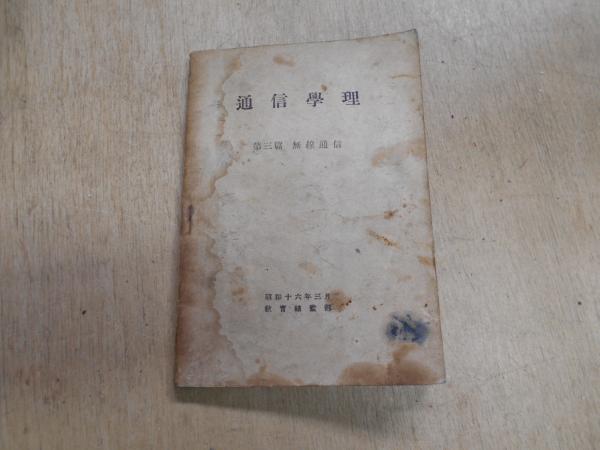 通信學理
第三篇 無線通信
昭和十六年三月
教育總監部